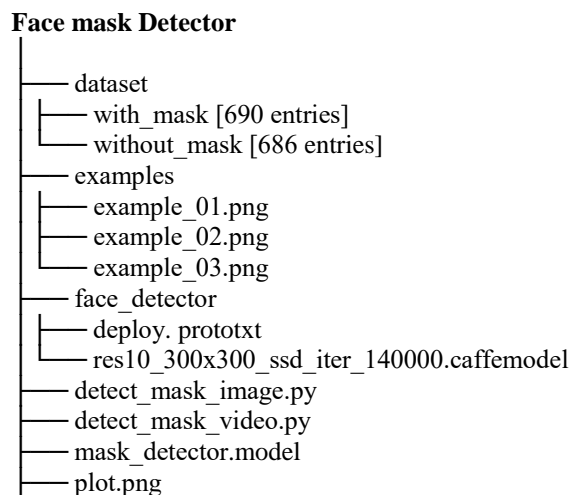 Face mask Detector
dataset
with_mask [690 entries]
without_mask [686 entries]
examples
example_01.png
example_02.png
example_03.png
face_detector
deploy. prototxt
res10_300x300_ssd_iter_140000.caffemodel
detect_mask_image.py
detect_mask_video.py
mask_detector.model
plot.png